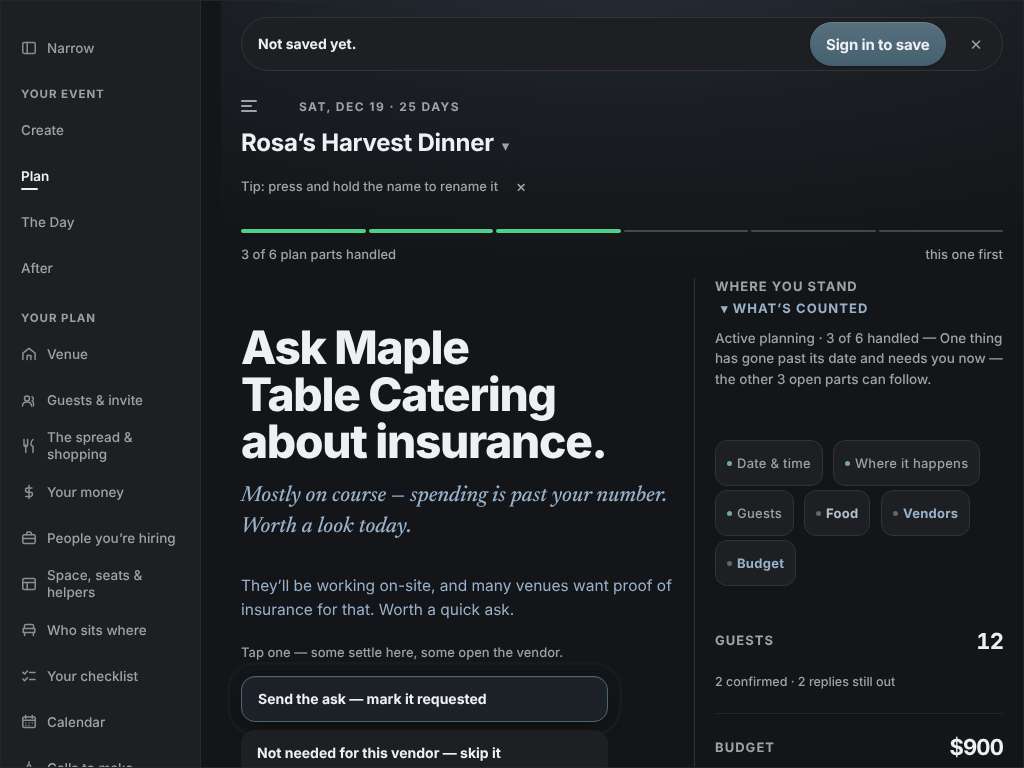 Narrow
YOUR EVENT
Create
Plan
The Day
After
YOUR PLAN
Venue
Guests & invite
The spread &
shopping
Your money
People you’re hiring
Space, seats &
helpers
Who sits where
Your checklist
Calendar
Calls to make
Not saved yet.
Sign in to save
SAT, DEC 19 · 25 DAYS
Rosa’s Harvest Dinner
Tip: press and hold the name to rename it
3 of 6 plan parts handled
this one first
Ask Maple
Table Catering
about insurance.
Mostly on course — spending is past your number.
Worth a look today.
They’ll be working on-site, and many venues want proof of
insurance for that. Worth a quick ask.
Tap one — some settle here, some open the vendor.
Send the ask — mark it requested
Not needed for this vendor — skip it
WHERE YOU STAND
▾ WHAT’S COUNTED
Active planning · 3 of 6 handled — One thing
has gone past its date and needs you now —
the other 3 open parts can follow.
Date & time
Where it happens
Guests
Food
Vendors
Budget
GUESTS 12
2 confirmed · 2 replies still out
BUDGET $900